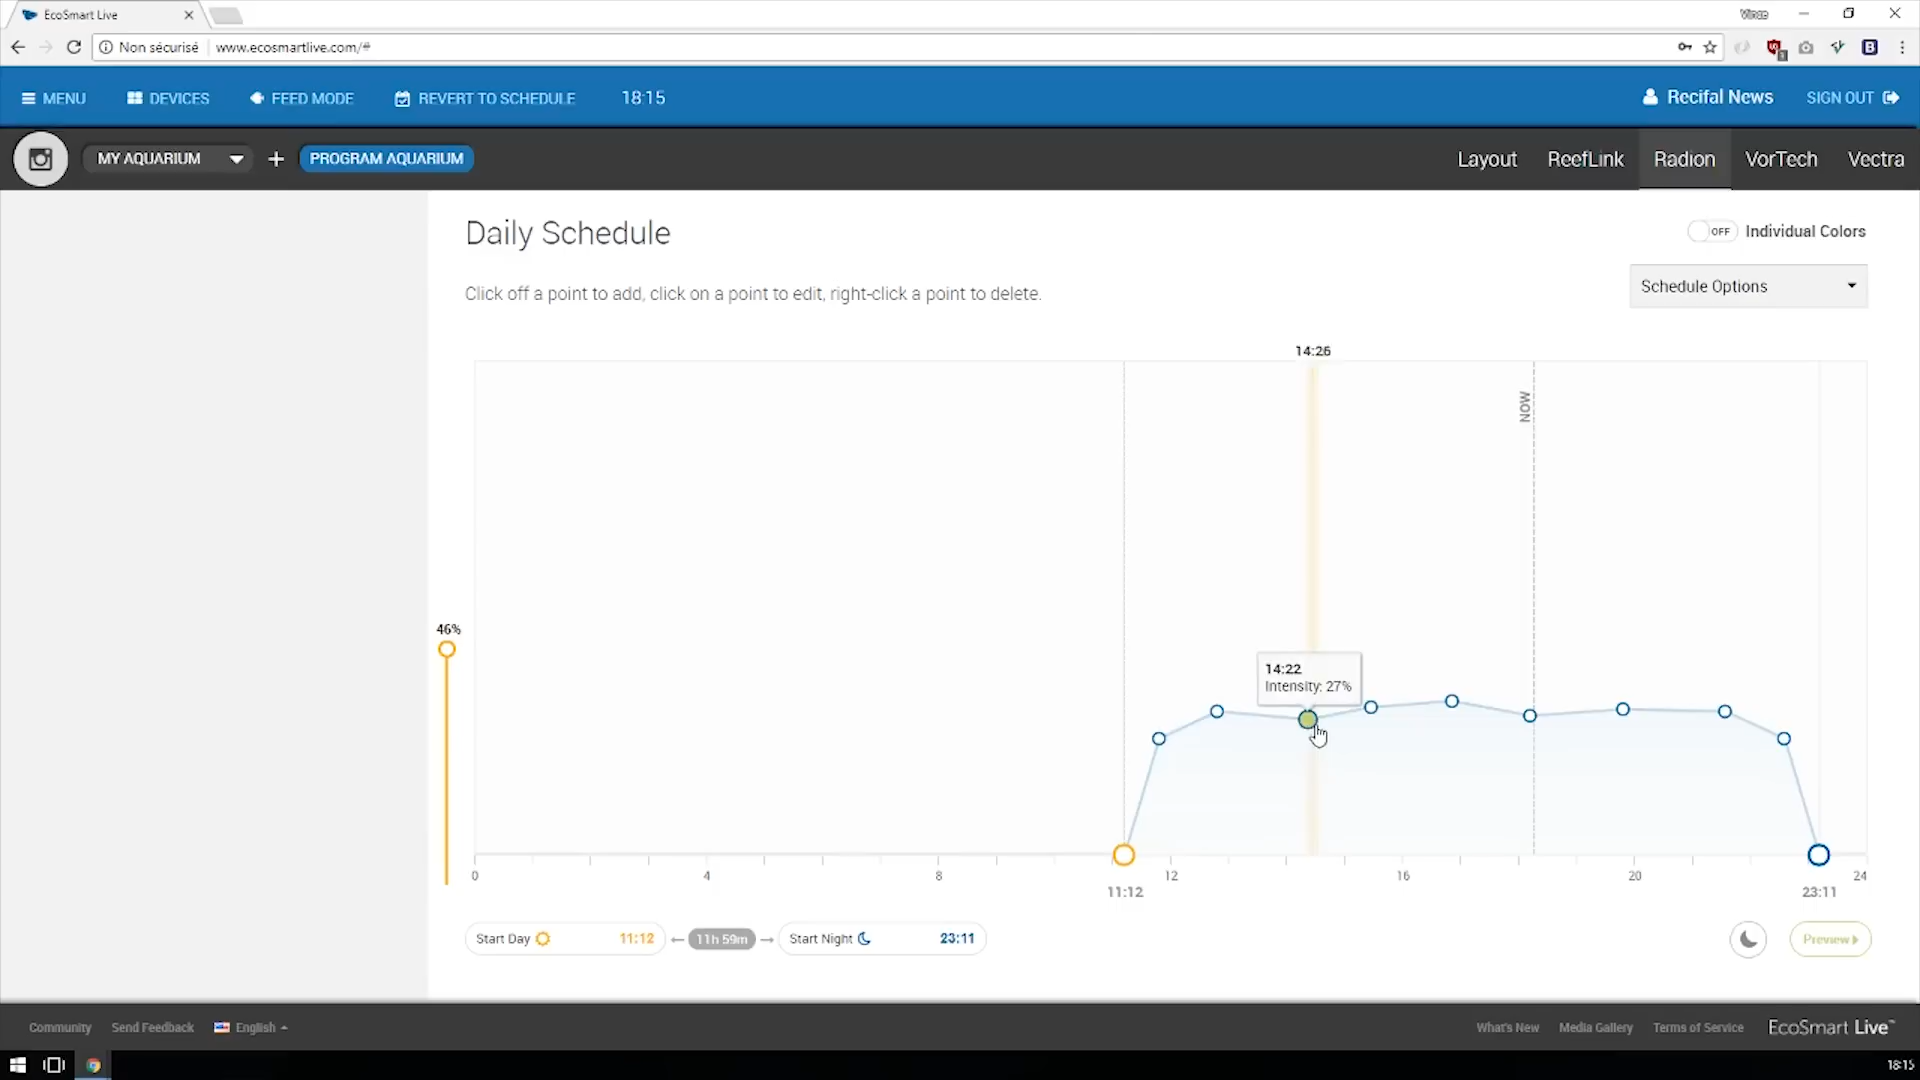 EcoSmart Live
Vince
Non sécurisé www.ecosmartlive.com/#
MENU DEVICES FEED MODE REVERT TO SCHEDULE 18:15 Recifal News SIGN OUT
MY AQUARIUM + PROGRAM AQUARIUM Layout ReefLink Radion VorTech Vectra
Daily Schedule
OFF Individual Colors
Click off a point to add, click on a point to edit, right-click a point to delete.
Schedule Options
14:26
NOW
46%
14:22
Intensity: 27%
0 4 8 12 16 20 24
11:12 23:11
Start Day 11:12 11h 59m Start Night 23:11 Preview
Community Send Feedback English What's New Media Gallery Terms of Service EcoSmart Live™
18:15